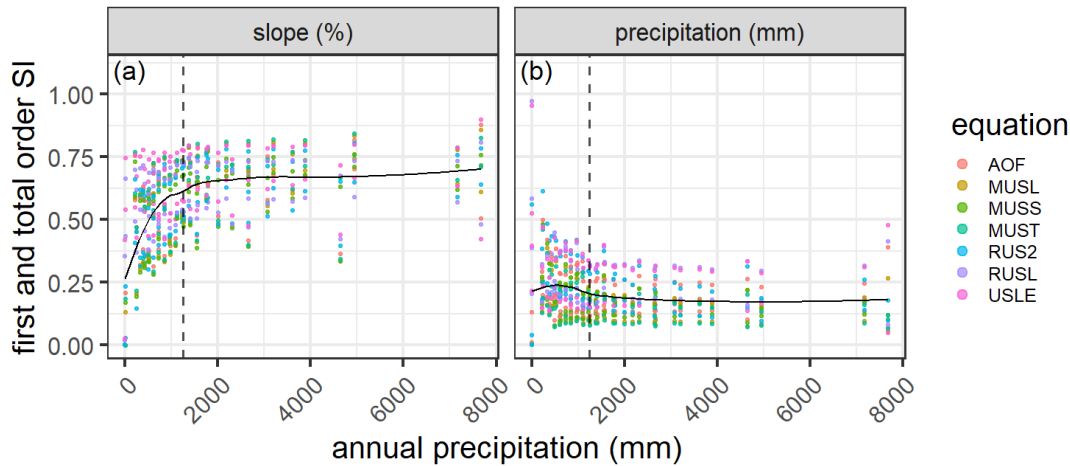 slope (%)
precipitation (mm)
(a)
(b)
first and total order SI
1.00
0.75
0.50
0.25
0.00
0
2000
4000
6000
8000
0
2000
4000
6000
8000
annual precipitation (mm)
equation
AOF
MUSL
MUSS
MUST
RUS2
RUSL
USLE